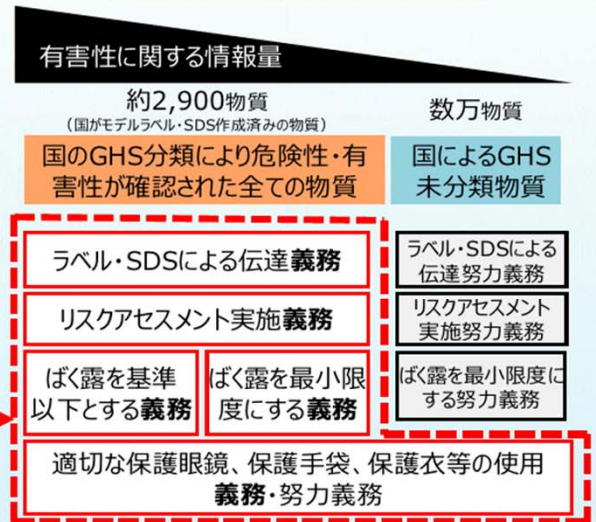 有害性に関する情報量
約2,900物質
（国がモデルラベル・SDS作成済みの物質）
数万物質
国のGHS分類により危険性・有
害性が確認された全ての物質
国によるGHS
未分類物質
ラベル・SDSによる伝達義務
ラベル・SDSによる
伝達努力義務
リスクアセスメント実施義務
リスクアセスメント
実施努力義務
ばく露を基準
以下とする義務
ばく露を最小限
度にする義務
ばく露を最小限度に
する努力義務
適切な保護眼鏡、保護手袋、保護衣等の使用
義務・努力義務